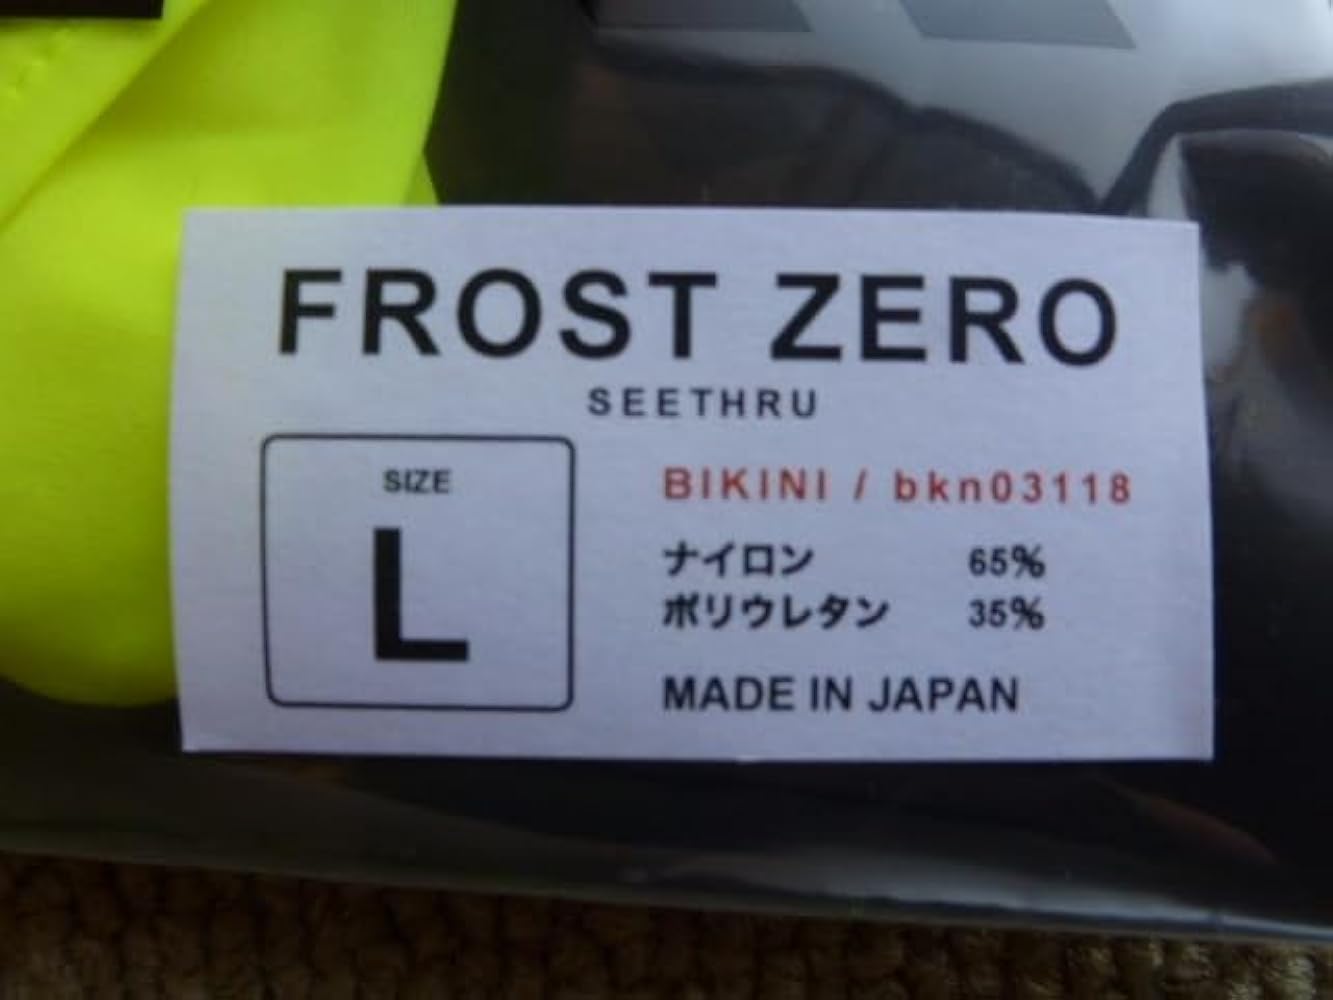 FROST ZERO
SEETHRU
SIZE
L
BIKINI / bkn03118
ナイロン 65%
ポリウレタン 35%
MADE IN JAPAN